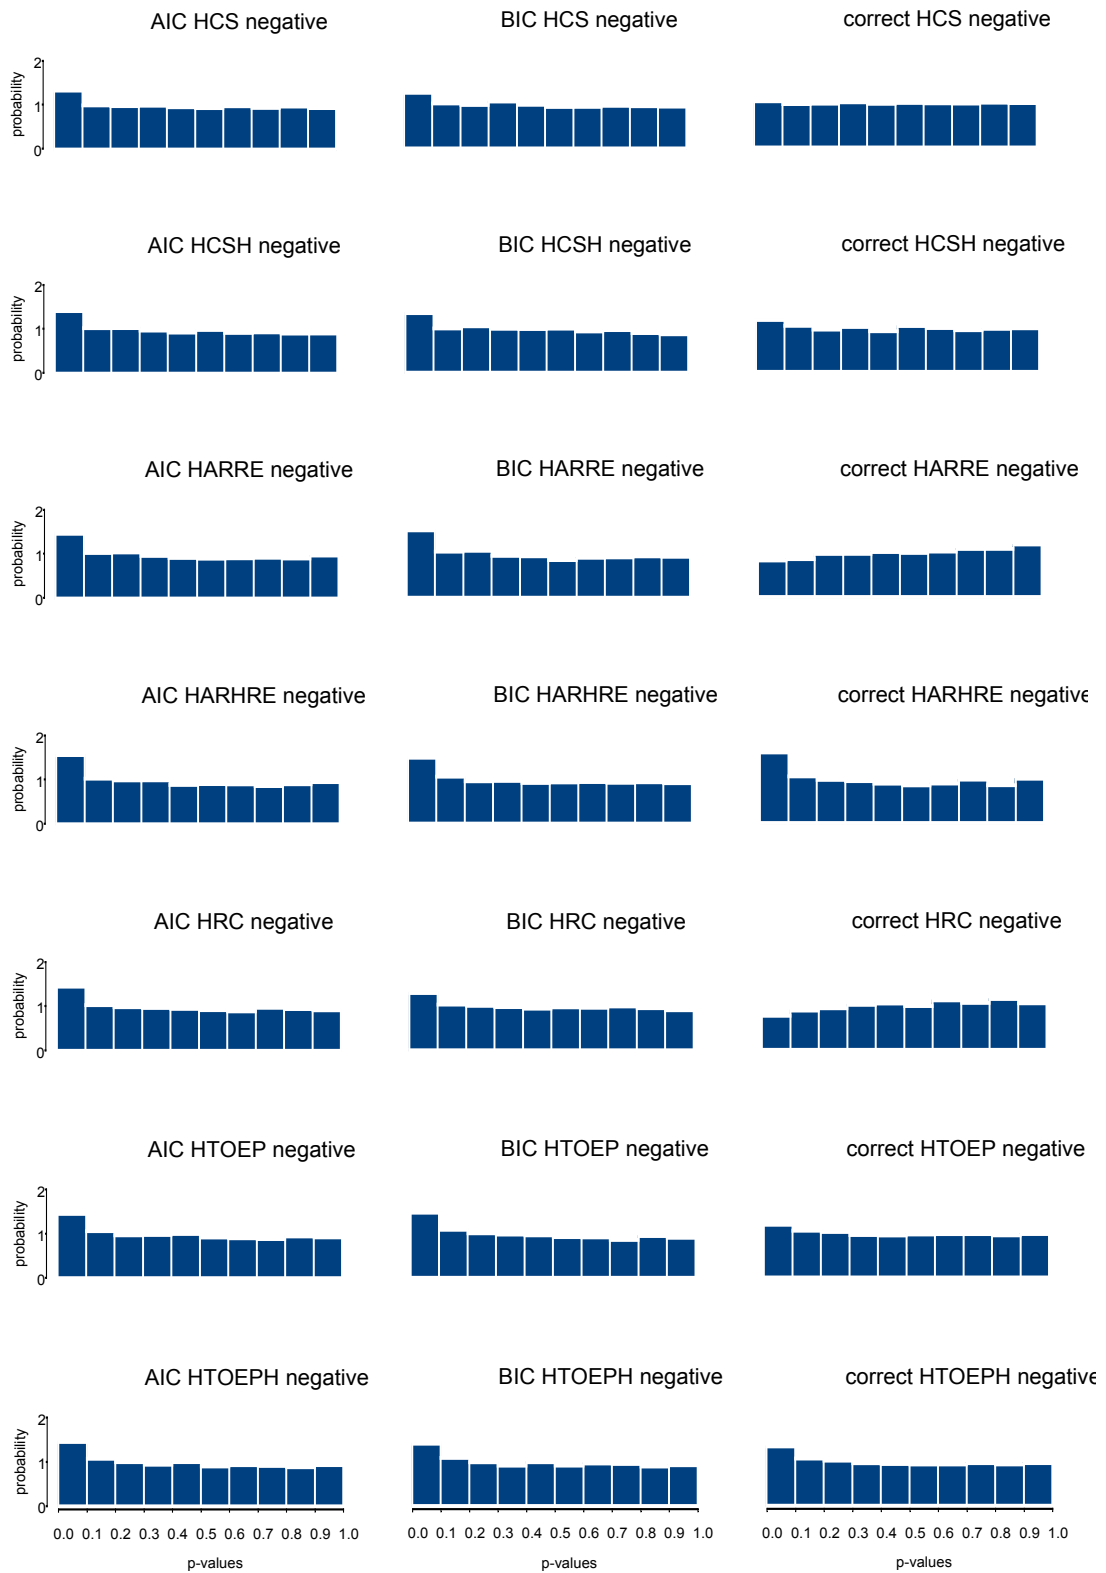 AIC HCS negative
BIC HCS negative
correct HCS negative
probability
2
1
0
AIC HCSH negative
BIC HCSH negative
correct HCSH negative
probability
2
1
0
AIC HARRE negative
BIC HARRE negative
correct HARRE negative
probability
2
1
0
AIC HARHRE negative
BIC HARHRE negative
correct HARHRE negative
probability
2
1
0
AIC HRC negative
BIC HRC negative
correct HRC negative
probability
2
1
0
AIC HTOEP negative
BIC HTOEP negative
correct HTOEP negative
probability
2
1
0
AIC HTOEPH negative
BIC HTOEPH negative
correct HTOEPH negative
probability
2
1
0
0.0 0.1 0.2 0.3 0.4 0.5 0.6 0.7 0.8 0.9 1.0
0.0 0.1 0.2 0.3 0.4 0.5 0.6 0.7 0.8 0.9 1.0
0.0 0.1 0.2 0.3 0.4 0.5 0.6 0.7 0.8 0.9 1.0
p-values
p-values
p-values